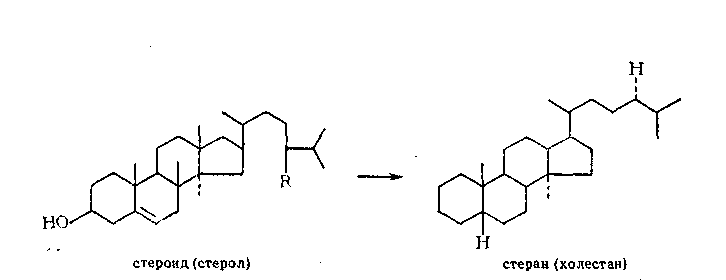 H
HO
R
H
стероид (стерол)
стеран (холестан)